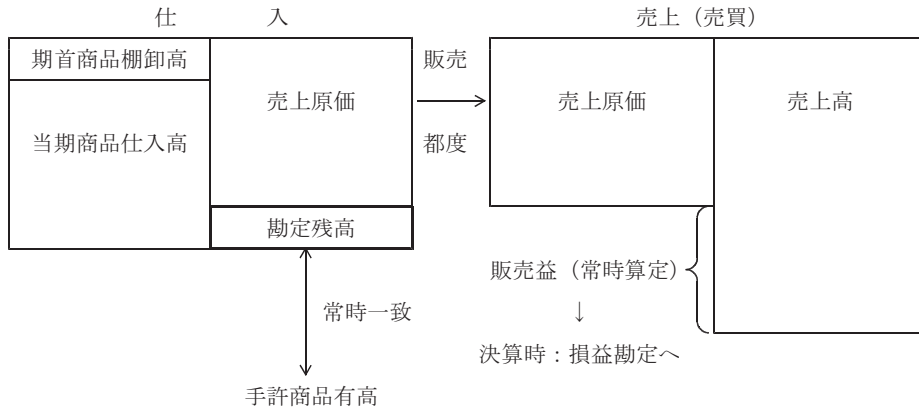 仕　入
売上（売買）
期首商品棚卸高
当期商品仕入高
売上原価
勘定残高
販売
都度
売上原価
売上高
販売益（常時算定）
↓
決算時：損益勘定へ
常時一致
手許商品有高